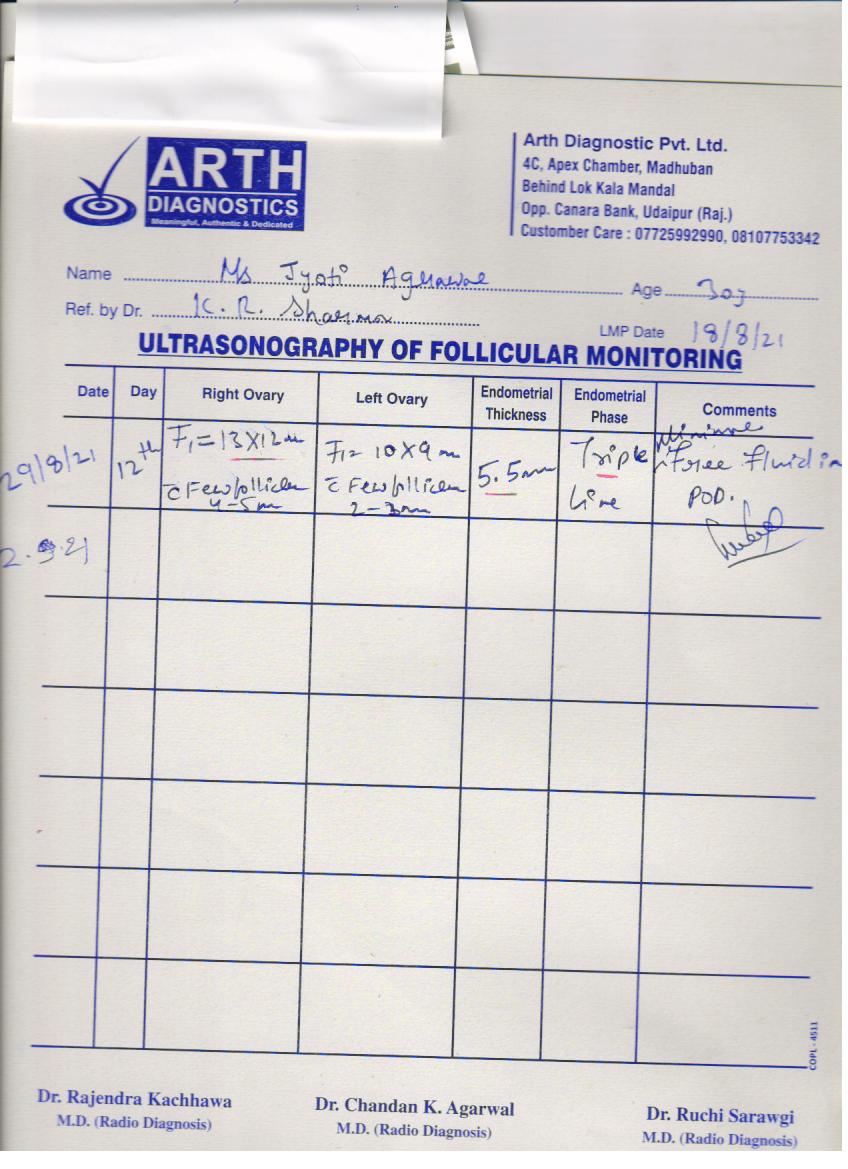 ARTH
DIAGNOSTICS
Meaningful, Authentic & Dedicated
Arth Diagnostic Pvt. Ltd.
4C, Apex Chamber, Madhuban
Behind Lok Kala Mandal
Opp. Canara Bank, Udaipur (Raj.)
Customber Care : 07725992990, 08107753342
Name Ms Jyoti Agrawal Age 30y
Ref. by Dr. K. R. Sharma
LMP Date 18/8/21
ULTRASONOGRAPHY OF FOLLICULAR MONITORING
Date Day Right Ovary Left Ovary Endometrial Thickness Endometrial Phase Comments
29/8/21 12th F1 = 13X12 mm F1= 10X9 mm 5.5mm Triple line Minimal Free fluid in POD.
c̄ Few follicles 4-5mm c̄ Few follicles 2-3mm
2.9.21
COPL - 4511
Dr. Rajendra Kachhawa
M.D. (Radio Diagnosis)
Dr. Chandan K. Agarwal
M.D. (Radio Diagnosis)
Dr. Ruchi Sarawgi
M.D. (Radio Diagnosis)